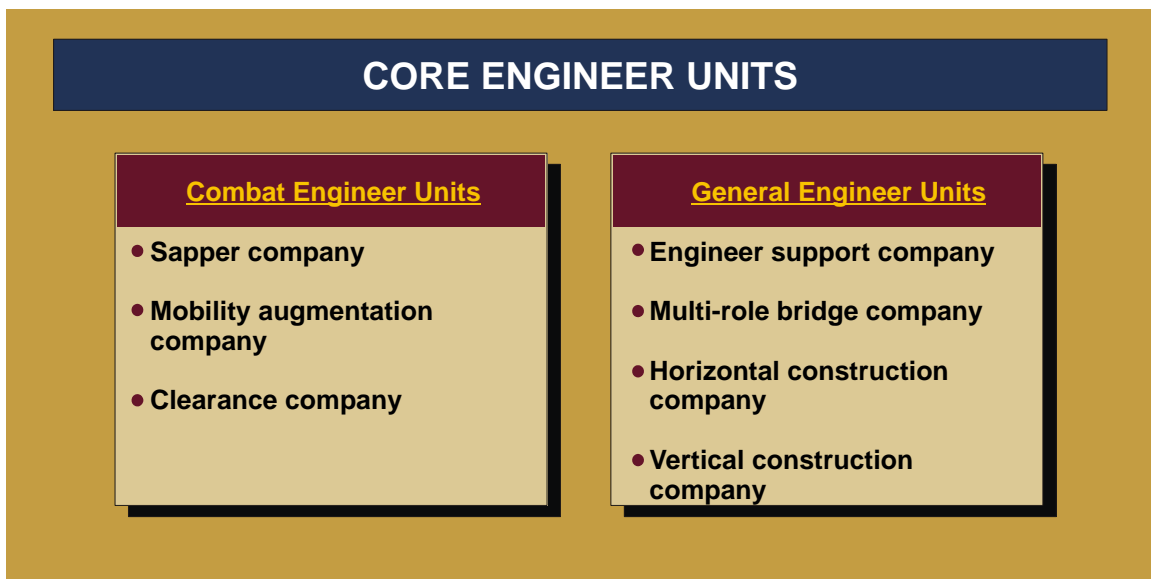 CORE ENGINEER UNITS
Combat Engineer Units
Sapper company
Mobility augmentation
company
Clearance company
General Engineer Units
Engineer support company
Multi-role bridge company
Horizontal construction
company
Vertical construction
company